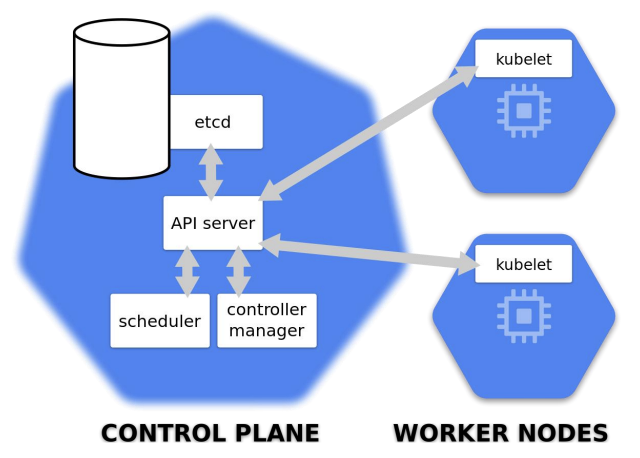 etcd
kubelet
API server
kubelet
scheduler
controller
manager
CONTROL PLANE
WORKER NODES